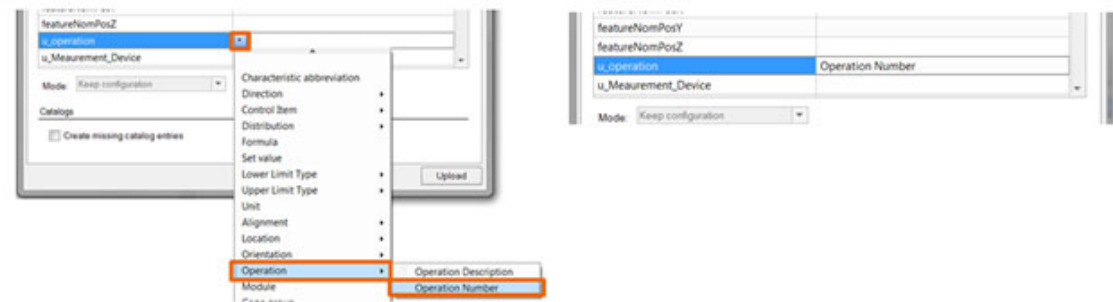 featureNomPosZ
u_operation
u_Meaurement_Device
Mode: Keep configuration
Catalogs
Create missing catalog entries
Upload
Characteristic abbreviation
Direction
Control Item
Distribution
Formula
Set value
Lower Limit Type
Upper Limit Type
Unit
Alignment
Location
Orientation
Operation
Module
Operation Description
Operation Number
featureNomPosY
featureNomPosZ
u_operation Operation Number
u_Meaurement_Device
Mode: Keep configuration